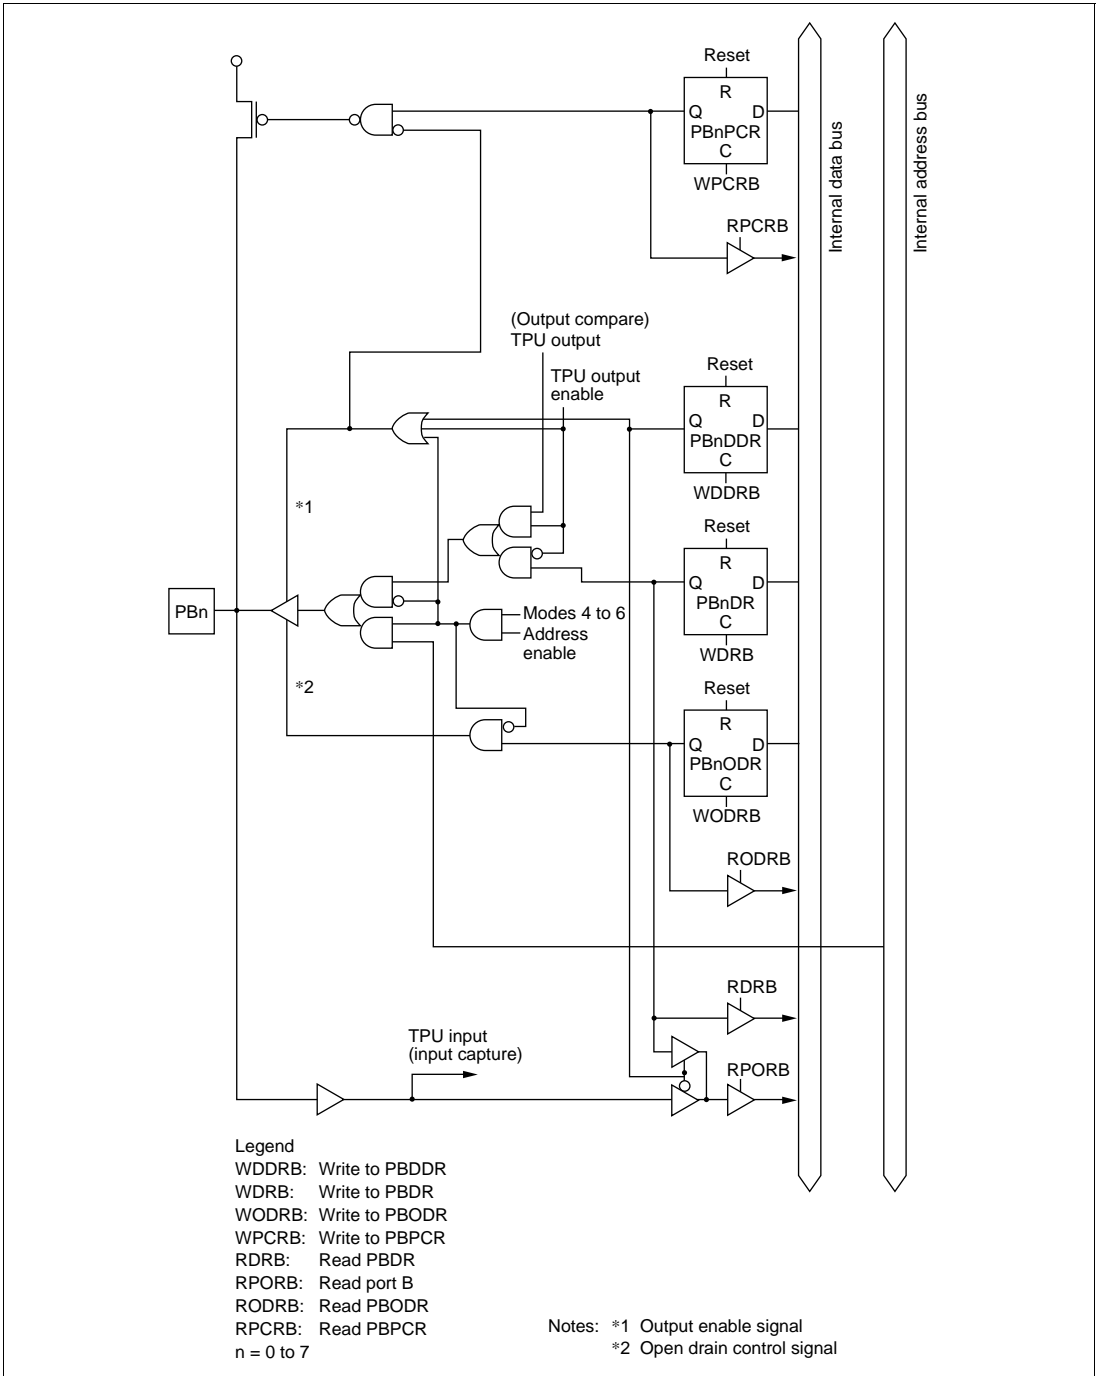 Reset
R
Q D
PBnPCR
C
WPCRB
RPCRB
Internal data bus
Internal address bus
(Output compare)
TPU output
TPU output
enable
Reset
R
Q D
PBnDDR
C
WDDRB
*1
Reset
R
Q D
PBnDR
C
WDRB
PBn
Modes 4 to 6
Address
enable
*2
Reset
R
Q D
PBnODR
C
WODRB
RODRB
RDRB
TPU input
(input capture)
RPORB
Legend
WDDRB: Write to PBDDR
WDRB: Write to PBDR
WODRB: Write to PBODR
WPCRB: Write to PBPCR
RDRB: Read PBDR
RPORB: Read port B
RODRB: Read PBODR
RPCRB: Read PBPCR
n = 0 to 7
Notes: *1 Output enable signal
*2 Open drain control signal